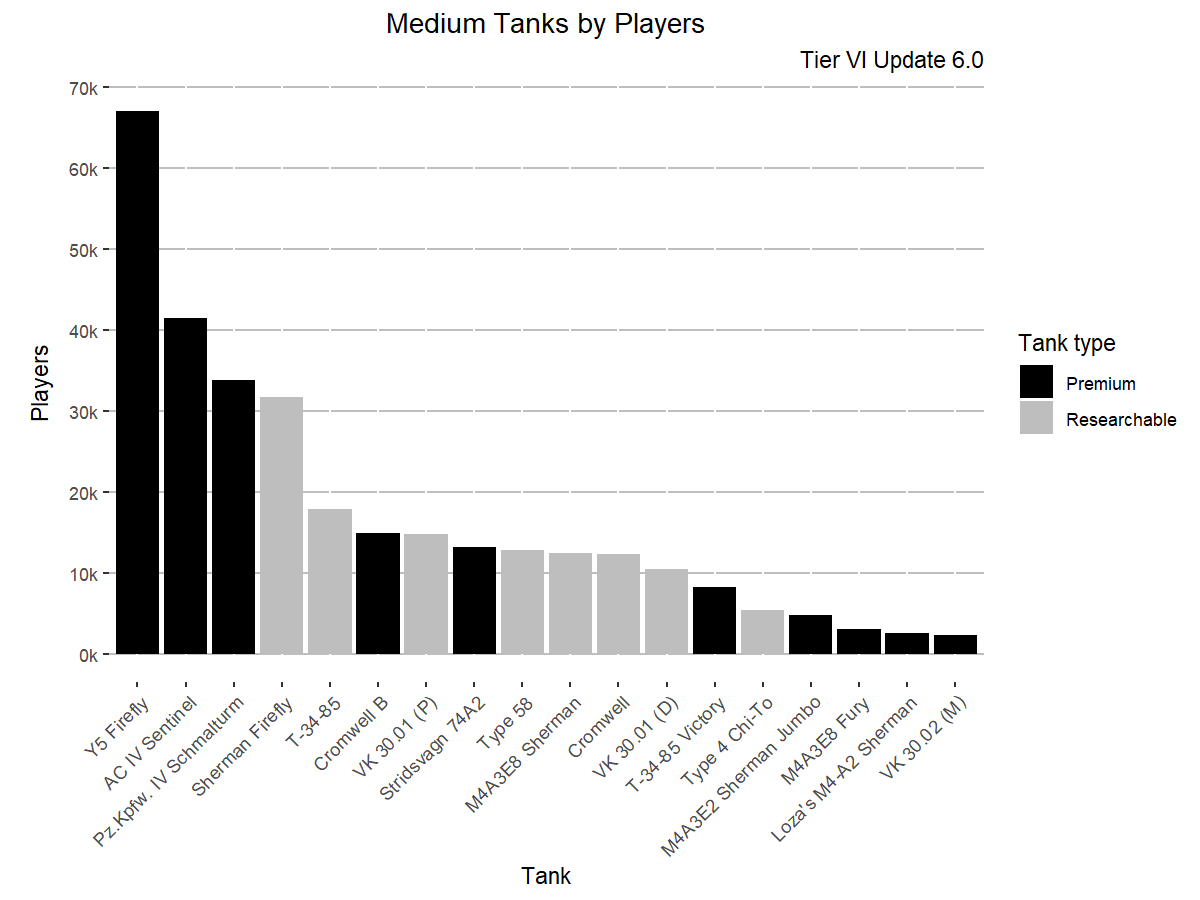 Medium Tanks by Players
Tier VI Update 6.0
Players
70k
60k
50k
40k
30k
20k
10k
0k
Y5 Firefly
AC IV Sentinel
Pz.Kpfw. IV Schmalturm
Sherman Firefly
T-34-85
Cromwell B
VK 30.01 (P)
Stridsvagn 74A2
Type 58
M4A3E8 Sherman
Cromwell
VK 30.01 (D)
T-34-85 Victory
Type 4 Chi-To
M4A3E2 Sherman Jumbo
M4A3E8 Fury
Loza's M4-A2 Sherman
VK 30.02 (M)
Tank
Tank type
Premium
Researchable